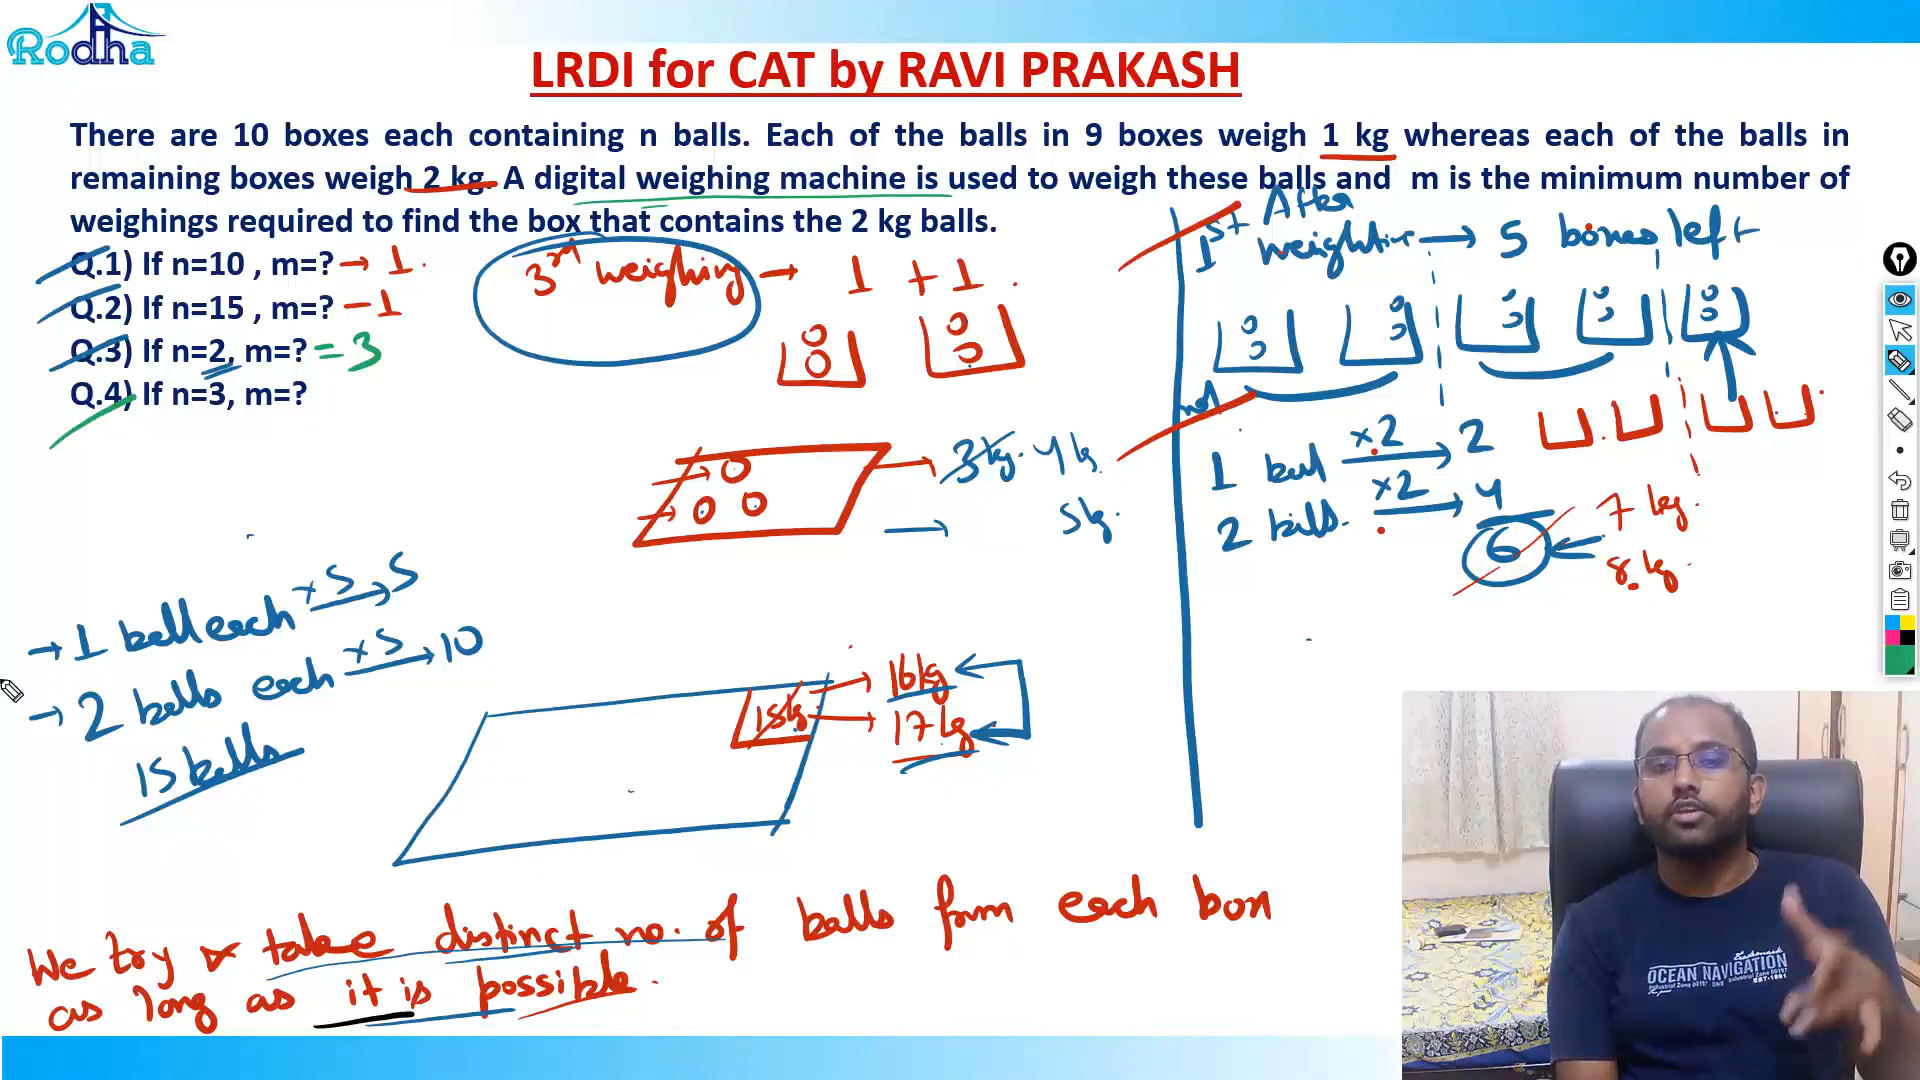 Rodha
LRDI for CAT by RAVI PRAKASH
There are 10 boxes each containing n balls. Each of the balls in 9 boxes weigh 1 kg whereas each of the balls in
remaining boxes weigh 2 kg. A digital weighing machine is used to weigh these balls and m is the minimum number of
weighings required to find the box that contains the 2 kg balls.
Q.1) If n=10 , m=? → 1
Q.2) If n=15 , m=? - 1
Q.3) If n=2, m=? = 3
Q.4) If n=3, m=?
3rd weighing → 1 + 1
After
1st weighting → 5 boxes left
not
1 ball ×2 → 2
2 balls ×2 → 4
6
7 kg
8 kg
3kg 4 kg
5kg
→ 1 ball each ×5 → 5
→ 2 balls each ×5 → 10
15 balls
15kg → 16kg
→ 17kg
We try to take distinct no. of balls from each box
as long as it is possible.
OCEAN NAVIGATION